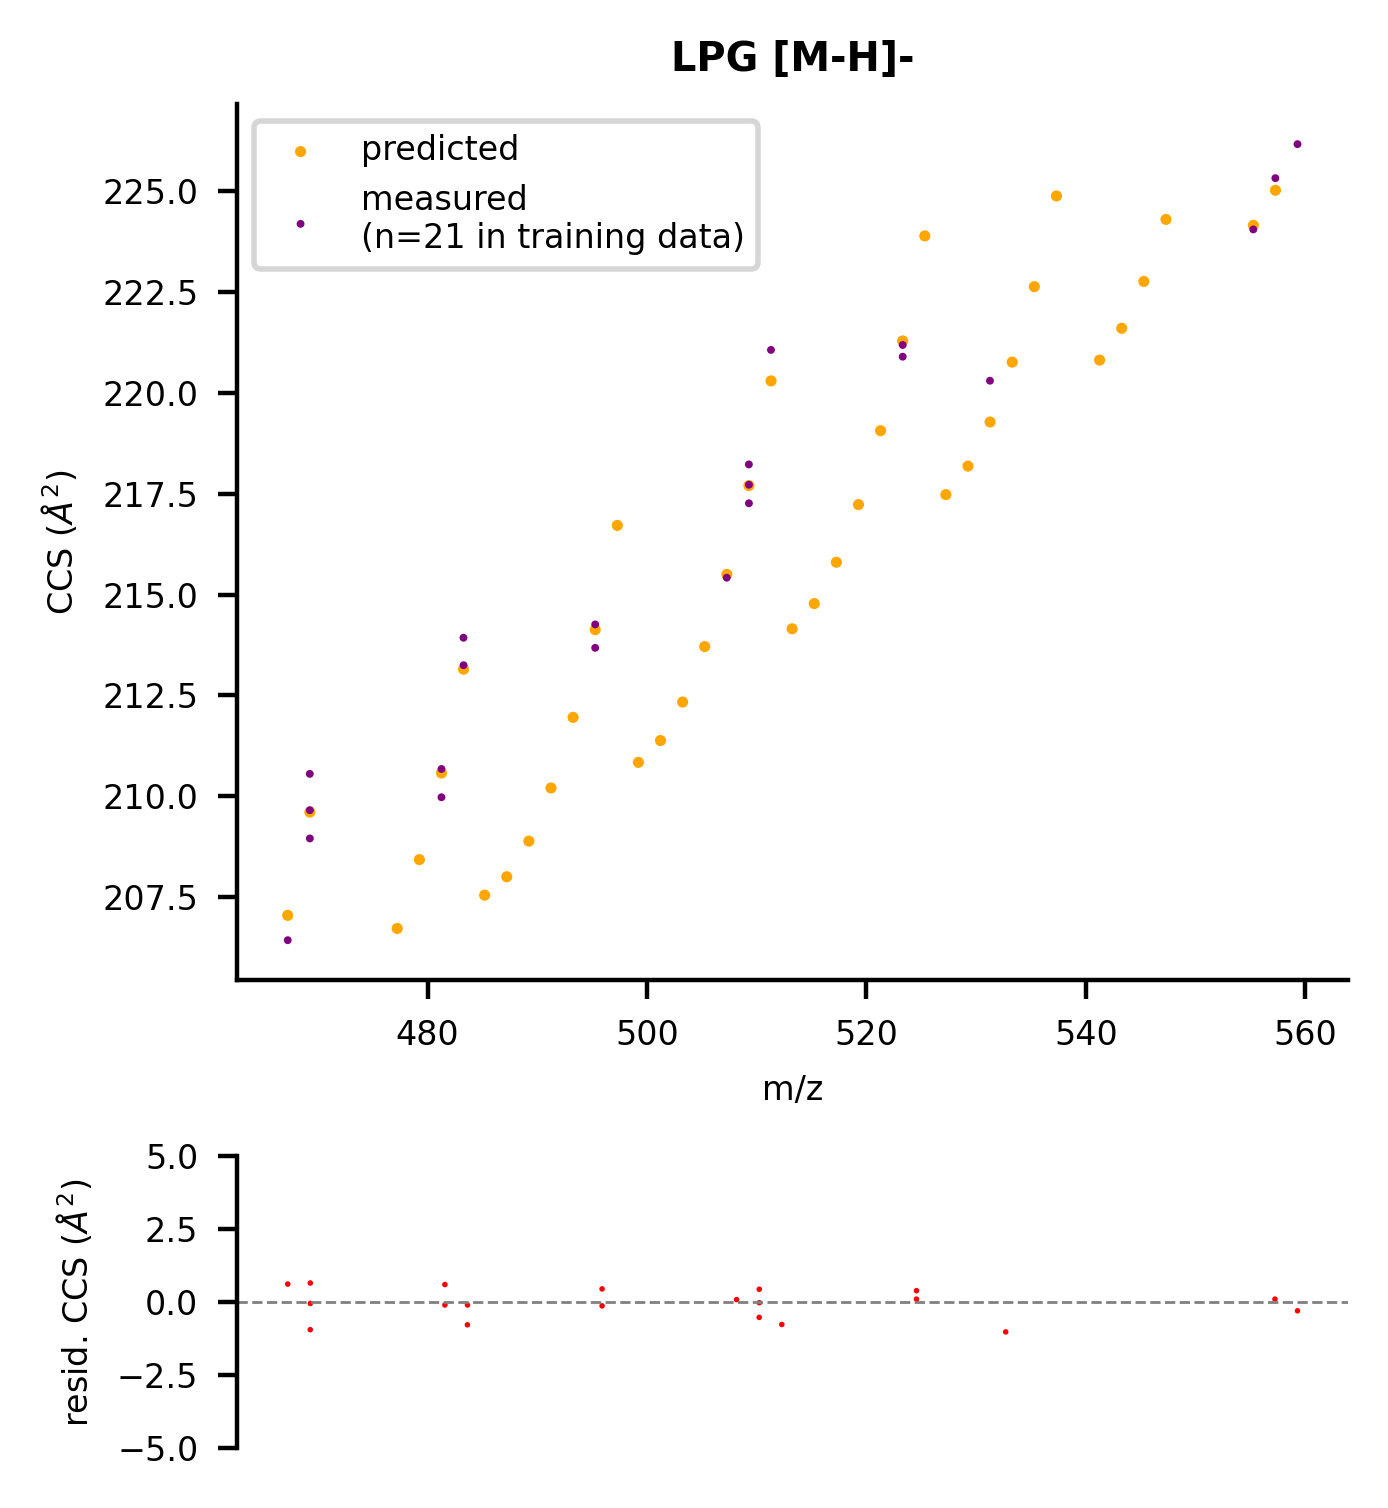 LPG [M-H]-
predicted
measured
(n=21 in training data)
225.0
222.5
220.0
217.5
215.0
212.5
210.0
207.5
CCS (Å²)
480 500 520 540 560
m/z
5.0
2.5
0.0
−2.5
−5.0
resid. CCS (Å²)